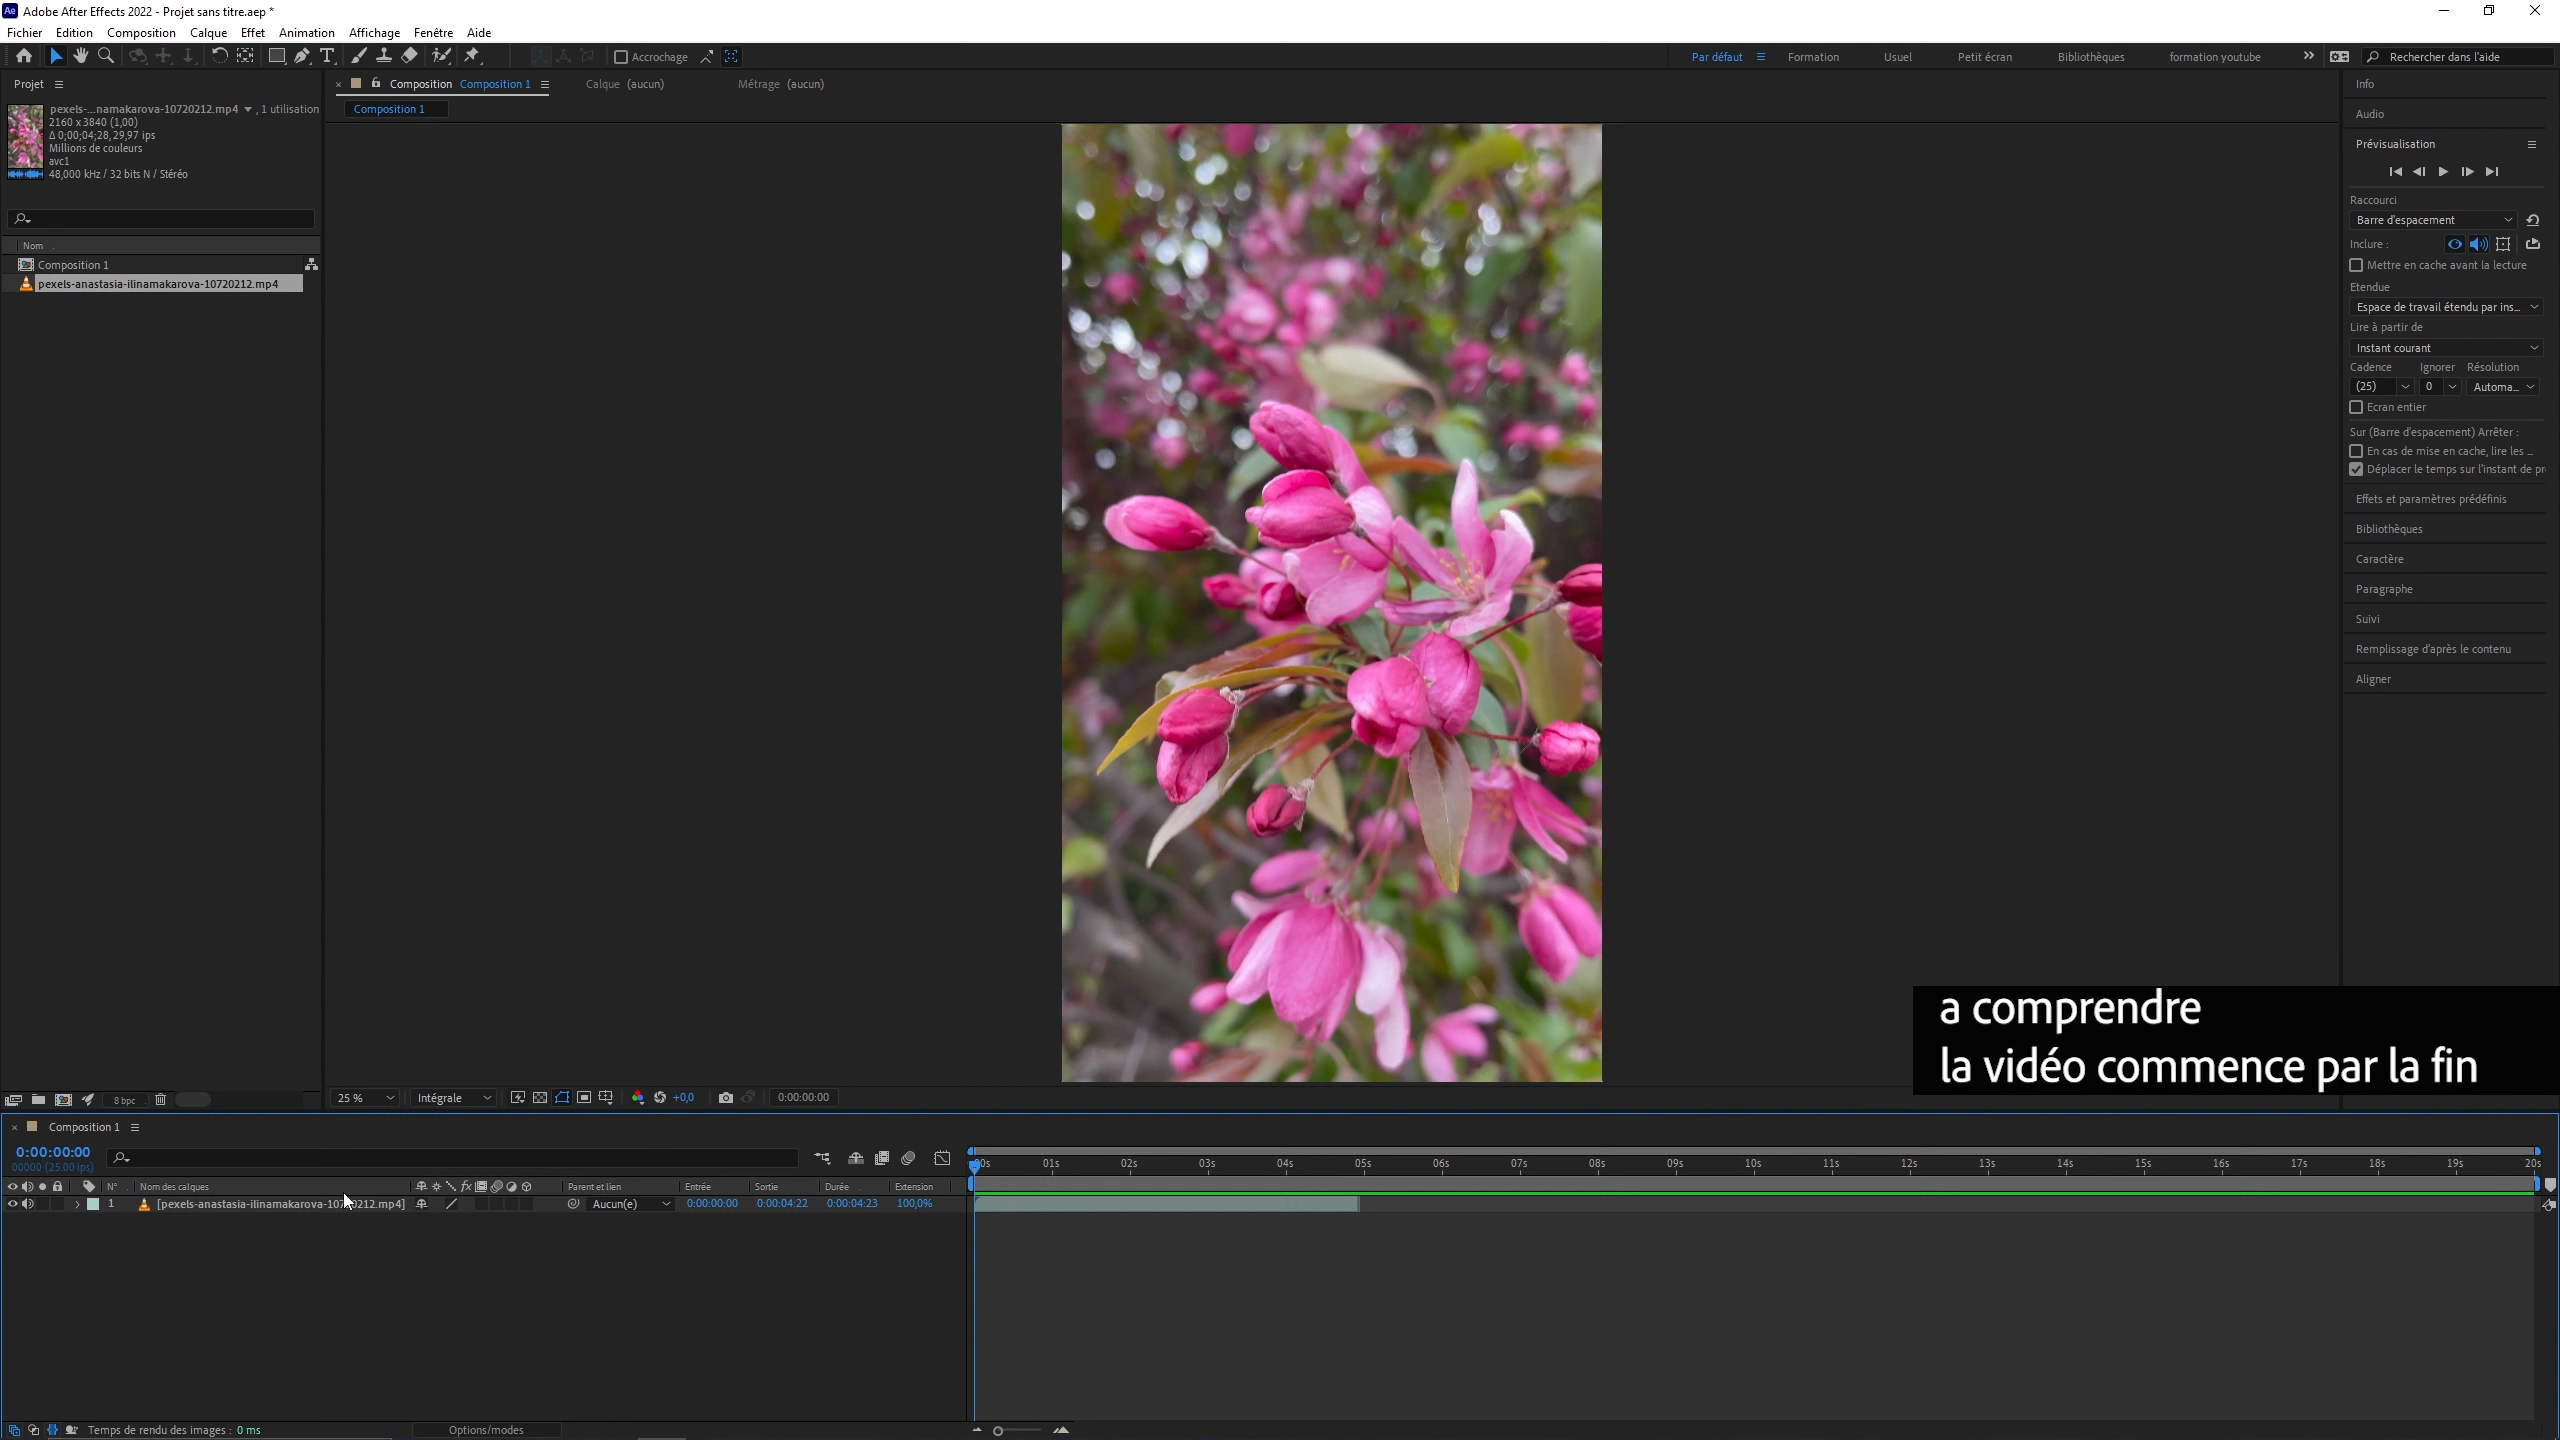 Adobe After Effects 2022 - Projet sans titre.aep *
Fichier Edition Composition Calque Effet Animation Affichage Fenêtre Aide
Accrochage
Par défaut Formation Usuel Petit écran Bibliothèques formation youtube Rechercher dans l'aide
Projet
Composition Composition 1 Calque (aucun) Métrage (aucun)
Composition 1
pexels-...namakarova-10720212.mp4 , 1 utilisation
2160 x 3840 (1,00)
Δ 0;00;04;28, 29,97 ips
Millions de couleurs
avc1
48,000 kHz / 32 bits N / Stéréo
Nom
Composition 1
pexels-anastasia-ilinamakarova-10720212.mp4
8 bpc
Info
Audio
Prévisualisation
Raccourci
Barre d'espacement
Inclure :
Mettre en cache avant la lecture
Etendue
Espace de travail étendu par ins...
Lire à partir de
Instant courant
Cadence Ignorer Résolution
(25) 0 Automa...
Ecran entier
Sur (Barre d'espacement) Arrêter :
En cas de mise en cache, lire les ...
Déplacer le temps sur l'instant de pr
Effets et paramètres prédéfinis
Bibliothèques
Caractère
Paragraphe
Suivi
Remplissage d'après le contenu
Aligner
a comprendre
la vidéo commence par la fin
25 % Intégrale +0,0 0:00:00:00
Composition 1
0:00:00:00
00000 (25.00 ips)
00s 01s 02s 03s 04s 05s 06s 07s 08s 09s 10s 11s 12s 13s 14s 15s 16s 17s 18s 19s 20s
N° Nom des calques Parent et lien Entrée Sortie Durée Extension
1 [pexels-anastasia-ilinamakarova-10720212.mp4] Aucun(e) 0:00:00:00 0:00:04:22 0:00:04:23 100,0%
Temps de rendu des images : 0 ms Options/modes